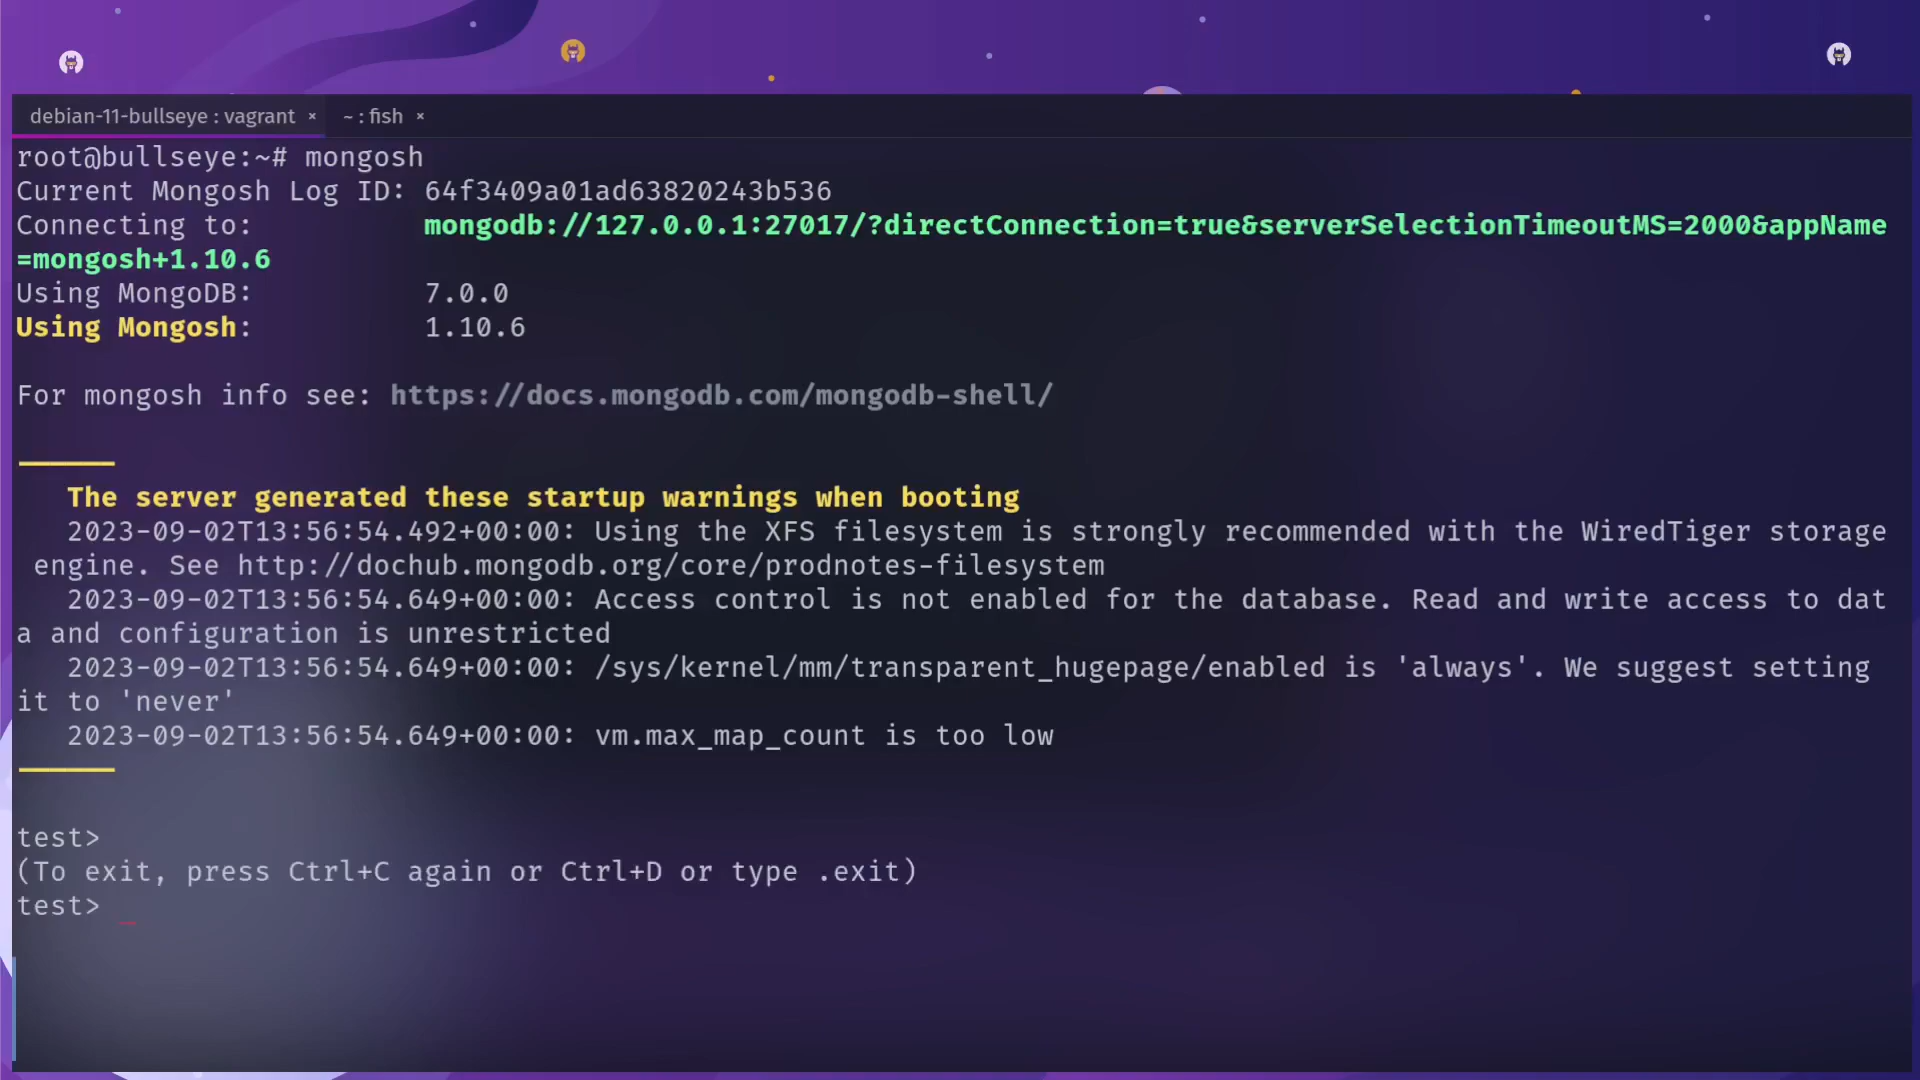 debian-11-bullseye : vagrant × ~ : fish ×
root@bullseye:~# mongosh
Current Mongosh Log ID: 64f3409a01ad63820243b536
Connecting to: mongodb://127.0.0.1:27017/?directConnection=true&serverSelectionTimeoutMS=2000&appName
=mongosh+1.10.6
Using MongoDB: 7.0.0
Using Mongosh: 1.10.6
For mongosh info see: https://docs.mongodb.com/mongodb-shell/
------
The server generated these startup warnings when booting
2023-09-02T13:56:54.492+00:00: Using the XFS filesystem is strongly recommended with the WiredTiger storage
engine. See http://dochub.mongodb.org/core/prodnotes-filesystem
2023-09-02T13:56:54.649+00:00: Access control is not enabled for the database. Read and write access to dat
a and configuration is unrestricted
2023-09-02T13:56:54.649+00:00: /sys/kernel/mm/transparent_hugepage/enabled is 'always'. We suggest setting
it to 'never'
2023-09-02T13:56:54.649+00:00: vm.max_map_count is too low
------
test>
(To exit, press Ctrl+C again or Ctrl+D or type .exit)
test> _